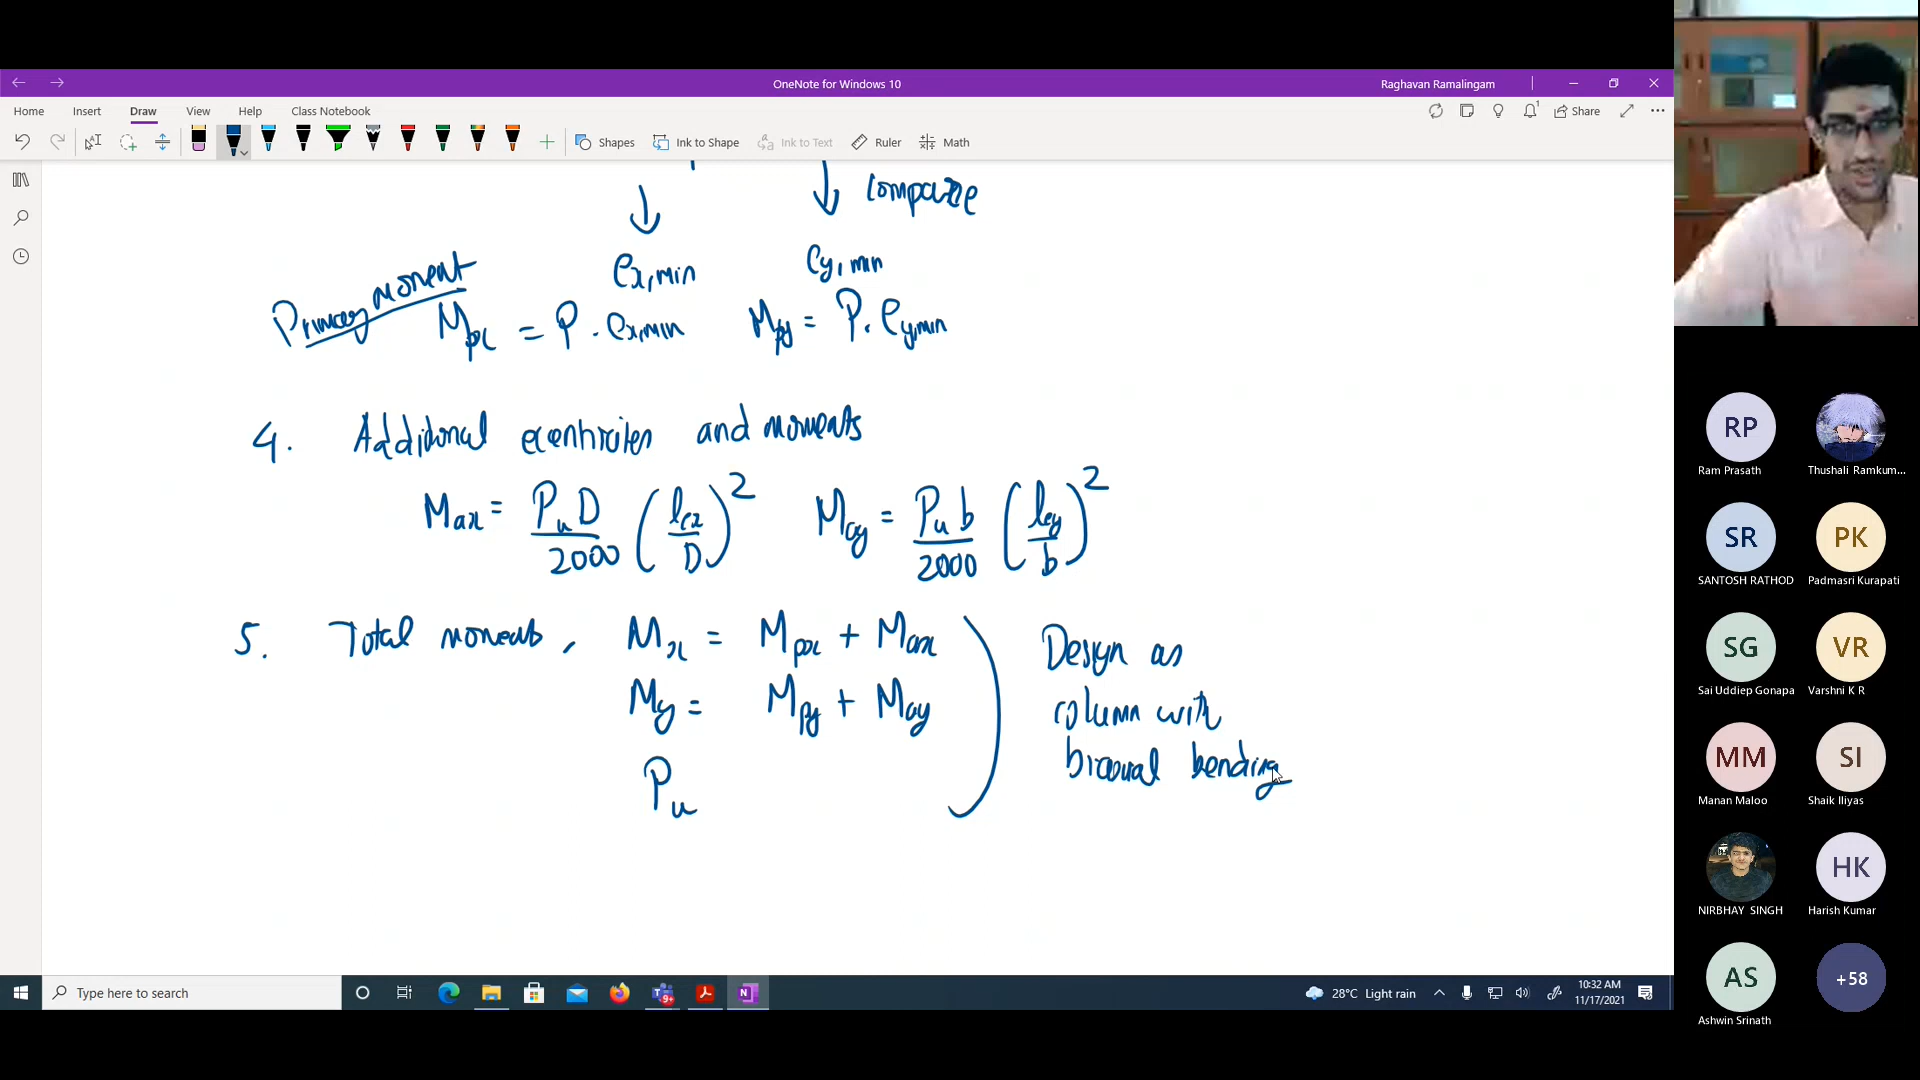 OneNote for Windows 10
Raghavan Ramalingam
Home Insert Draw View Help Class Notebook
Share
Shapes Ink to Shape Ink to Text Ruler Math
compare
ex,min ey,min
Primary moment
Mpx = P . ex,min Mpy = P. ey,min
4. Additional eccentricities and moments
Max = PuD/2000 (lex/D)² May = Pu b/2000 (ley/b)²
5. Total moments, Mx = Mpx + Max
My = Mpy + May
Pu
Design as
column with
biaxial bending
RP
Ram Prasath Thushali Ramkum...
SR PK
SANTOSH RATHOD Padmasri Kurapati
SG VR
Sai Uddiep Gonapa Varshni K R
MM SI
Manan Maloo Shaik Iliyas
HK
NIRBHAY SINGH Harish Kumar
AS +58
Ashwin Srinath
Type here to search
28°C Light rain
10:32 AM
11/17/2021